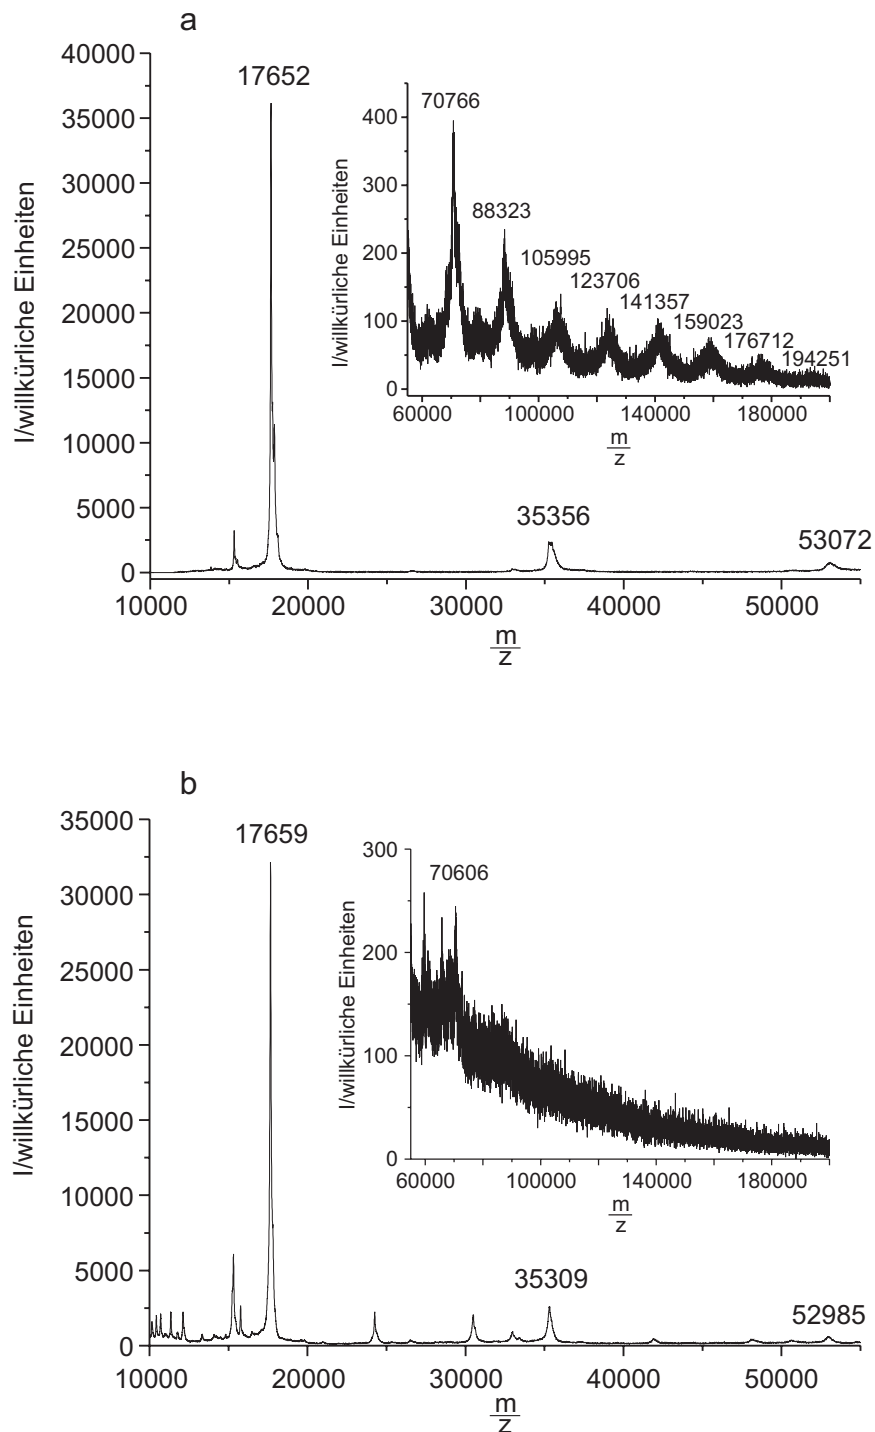 a
40000
35000
30000
25000
20000
15000
10000
5000
0
I/willkürliche Einheiten
17652
35356
53072
10000 20000 30000 40000 50000
m
z
400
300
200
100
0
I/willkürliche Einheiten
70766
88323
105995
123706
141357
159023
176712
194251
60000 100000 140000 180000
m
z
b
35000
30000
25000
20000
15000
10000
5000
0
I/willkürliche Einheiten
17659
35309
52985
10000 20000 30000 40000 50000
m
z
300
200
100
0
I/willkürliche Einheiten
70606
60000 100000 140000 180000
m
z